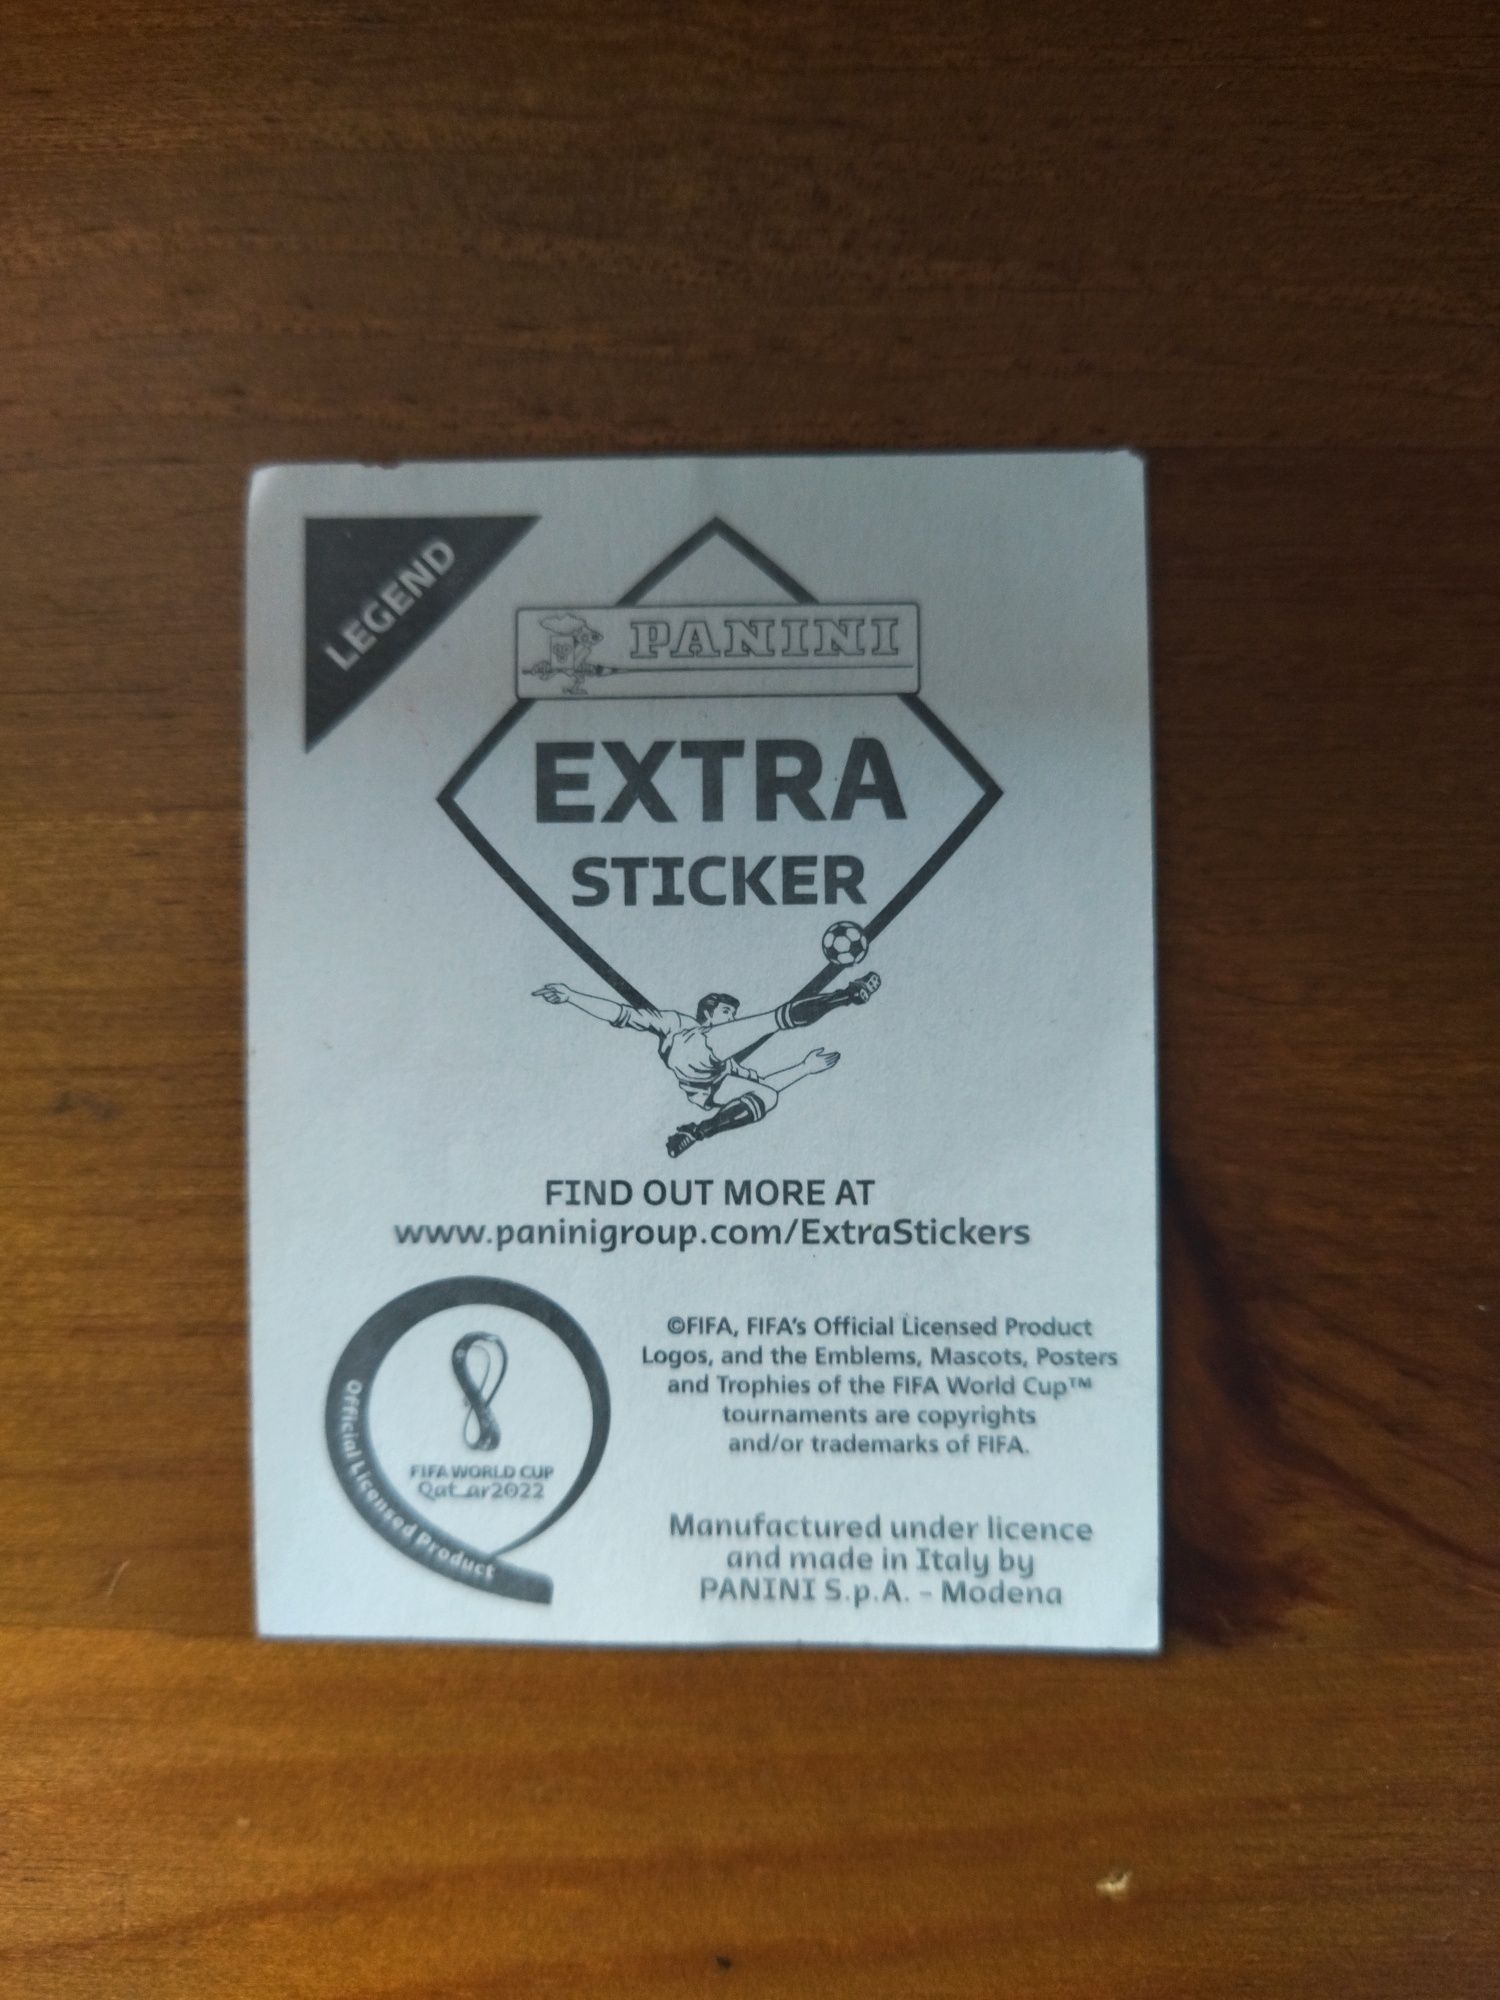 LEGEND
PANINI
EXTRA
STICKER
FIND OUT MORE AT
www.paninigroup.com/ExtraStickers
©FIFA, FIFA's Official Licensed Product
Logos, and the Emblems, Mascots, Posters
and Trophies of the FIFA World Cup™
tournaments are copyrights
and/or trademarks of FIFA.
Official Licensed Product
FIFA WORLD CUP
Qatar2022
Manufactured under licence
and made in Italy by
PANINI S.p.A. - Modena